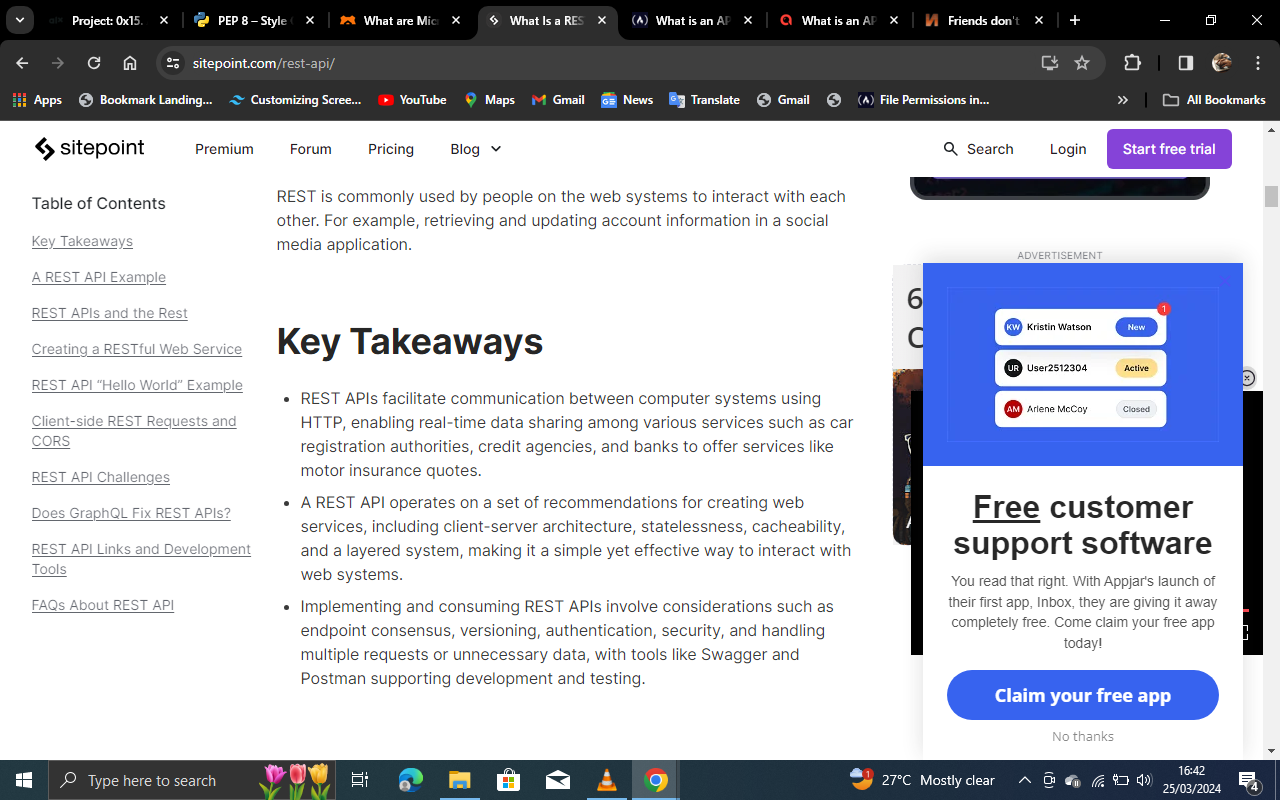 Project: 0x15.
PEP 8 – Style
What are Mic
What Is a RES
What is an AP
What is an AP
Friends don't
sitepoint.com/rest-api/
Apps
Bookmark Landing...
Customizing Scree...
YouTube
Maps
Gmail
News
Translate
Gmail
File Permissions in...
All Bookmarks
sitepoint
Premium
Forum
Pricing
Blog
Search
Login
Start free trial
Table of Contents
Key Takeaways
A REST API Example
REST APIs and the Rest
Creating a RESTful Web Service
REST API “Hello World” Example
Client-side REST Requests and
CORS
REST API Challenges
Does GraphQL Fix REST APIs?
REST API Links and Development
Tools
FAQs About REST API
REST is commonly used by people on the web systems to interact with each
other. For example, retrieving and updating account information in a social
media application.
Key Takeaways
• REST APIs facilitate communication between computer systems using
HTTP, enabling real-time data sharing among various services such as car
registration authorities, credit agencies, and banks to offer services like
motor insurance quotes.
• A REST API operates on a set of recommendations for creating web
services, including client-server architecture, statelessness, cacheability,
and a layered system, making it a simple yet effective way to interact with
web systems.
• Implementing and consuming REST APIs involve considerations such as
endpoint consensus, versioning, authentication, security, and handling
multiple requests or unnecessary data, with tools like Swagger and
Postman supporting development and testing.
ADVERTISEMENT
6
C
1
KW Kristin Watson New
UR User2512304 Active
AM Arlene McCoy Closed
Free customer
support software
You read that right. With Appjar's launch of
their first app, Inbox, they are giving it away
completely free. Come claim your free app
today!
Claim your free app
No thanks
Type here to search
1
27°C Mostly clear
16:42
25/03/2024
4